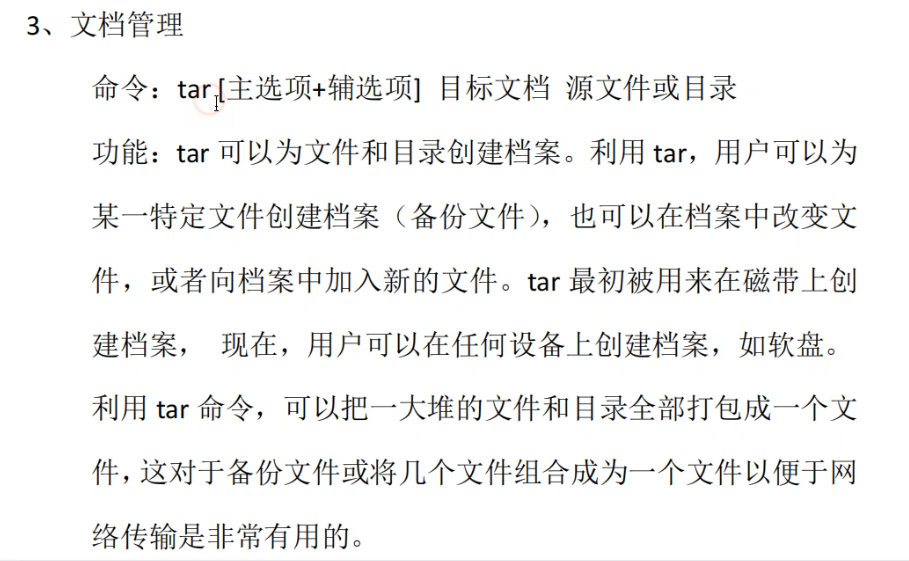 3、文档管理
命令：tar [主选项+辅选项] 目标文档 源文件或目录
功能：tar 可以为文件和目录创建档案。利用 tar，用户可以为
某一特定文件创建档案（备份文件），也可以在档案中改变文
件，或者向档案中加入新的文件。tar 最初被用来在磁带上创
建档案， 现在，用户可以在任何设备上创建档案，如软盘。
利用 tar 命令，可以把一大堆的文件和目录全部打包成一个文
件，这对于备份文件或将几个文件组合成为一个文件以便于网
络传输是非常有用的。